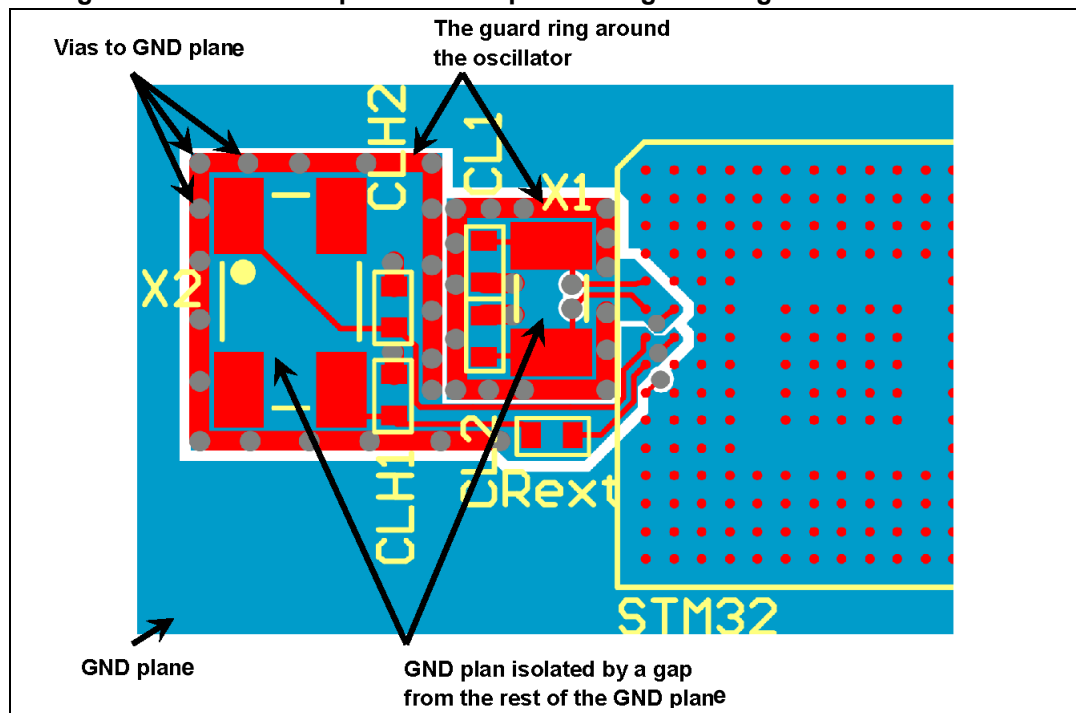 The guard ring around
the oscillator
Vias to GND plane
CLH2
CL1
X1
X2
CLH1
CL2
Rext
STM32
GND plane
GND plan isolated by a gap
from the rest of the GND plane